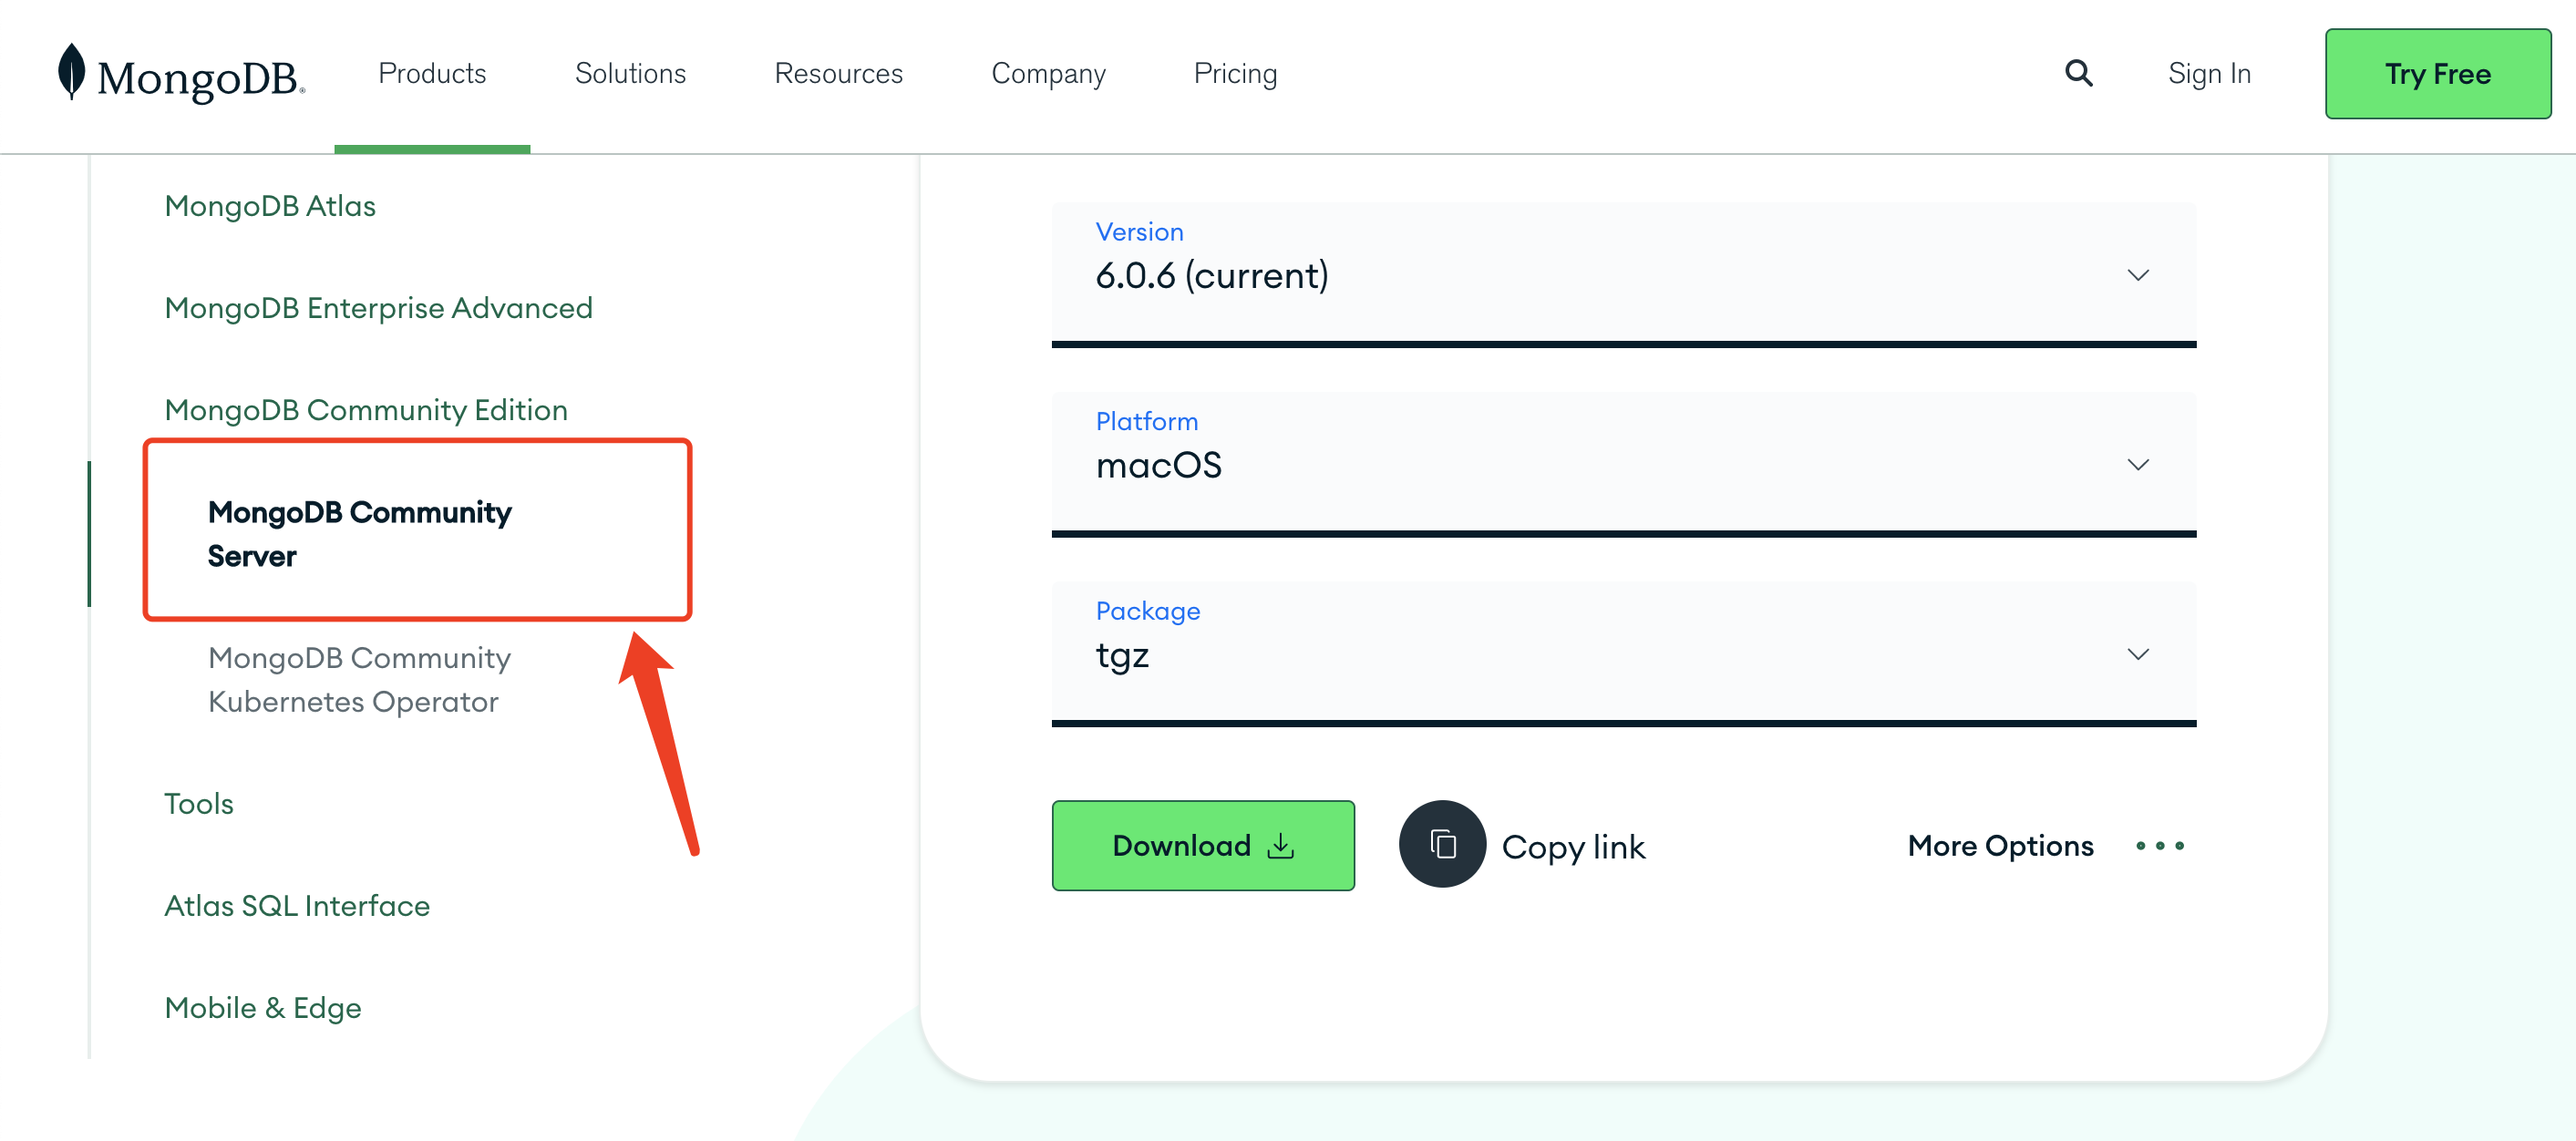 MongoDB®
Products
Solutions
Resources
Company
Pricing
Sign In
Try Free
MongoDB Atlas
MongoDB Enterprise Advanced
MongoDB Community Edition
MongoDB Community
Server
MongoDB Community
Kubernetes Operator
Tools
Atlas SQL Interface
Mobile & Edge
Version
6.0.6 (current)
Platform
macOS
Package
tgz
Download
Copy link
More Options